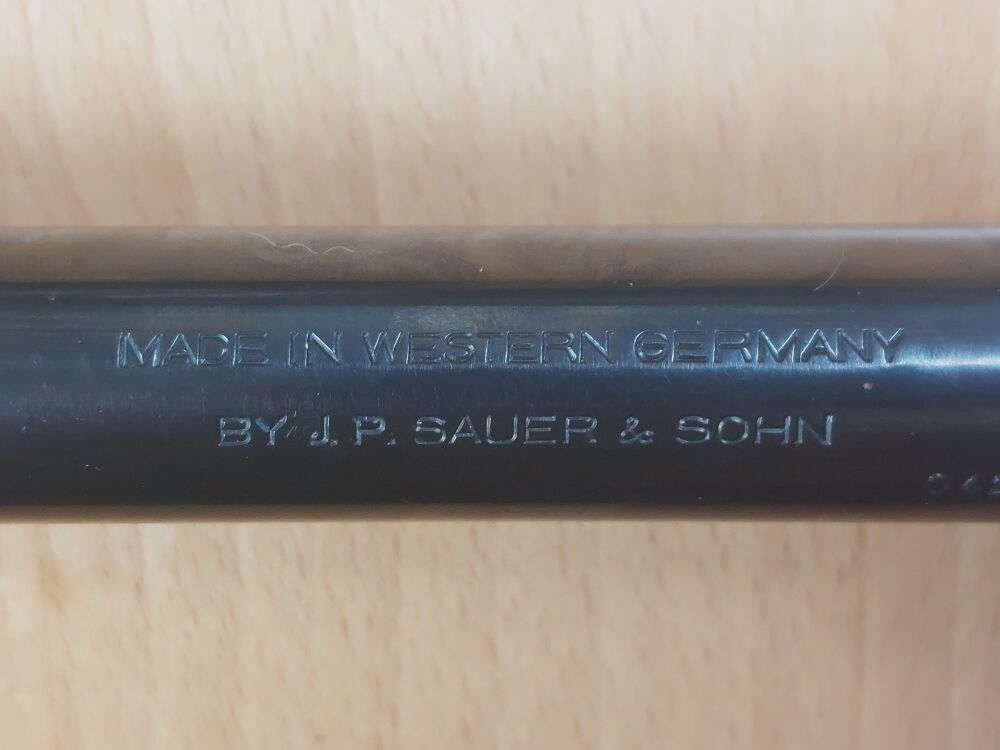 MADE IN WESTERN GERMANY
BY J. P. SAUER & SOHN